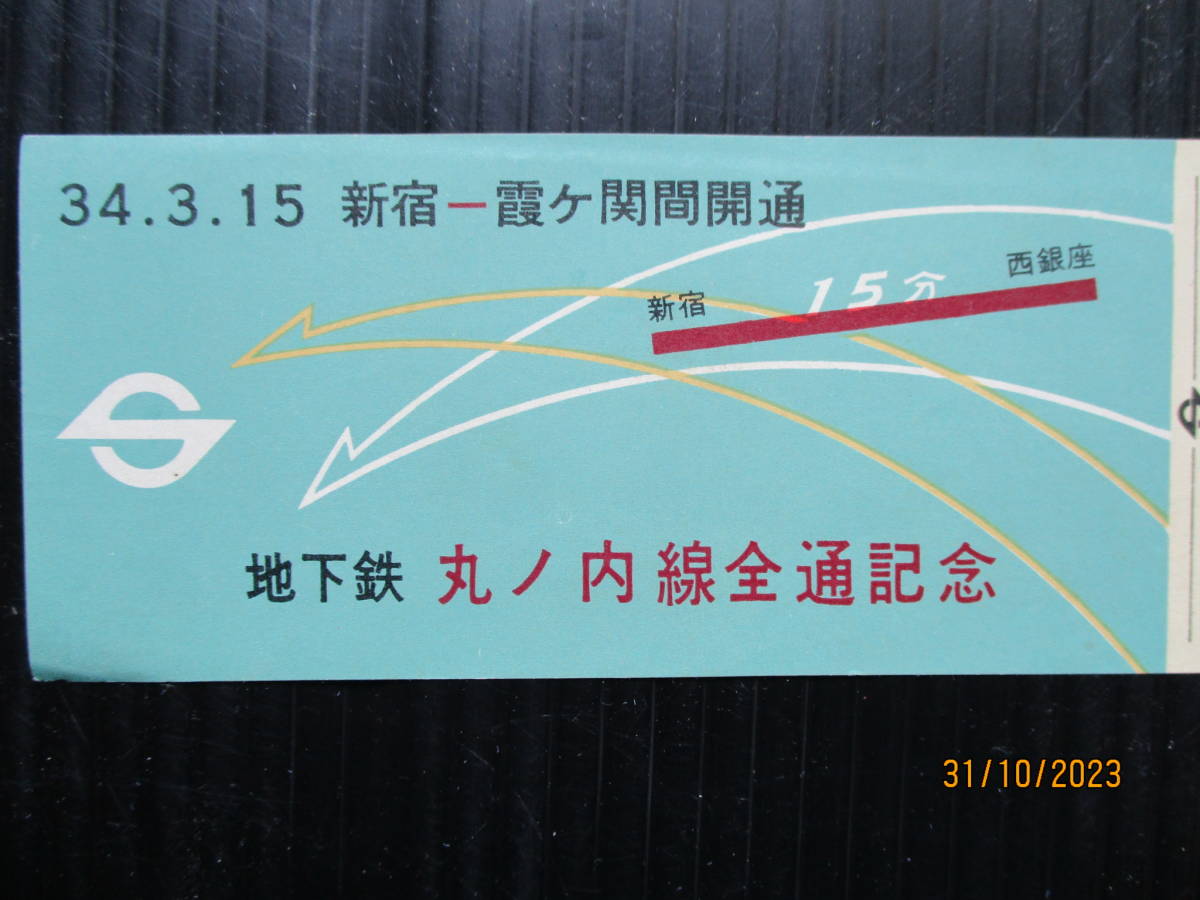 34.3.15 新宿ー霞ケ関間開通
西銀座
15分
新宿
地下鉄 丸ノ内線全通記念
31/10/2023